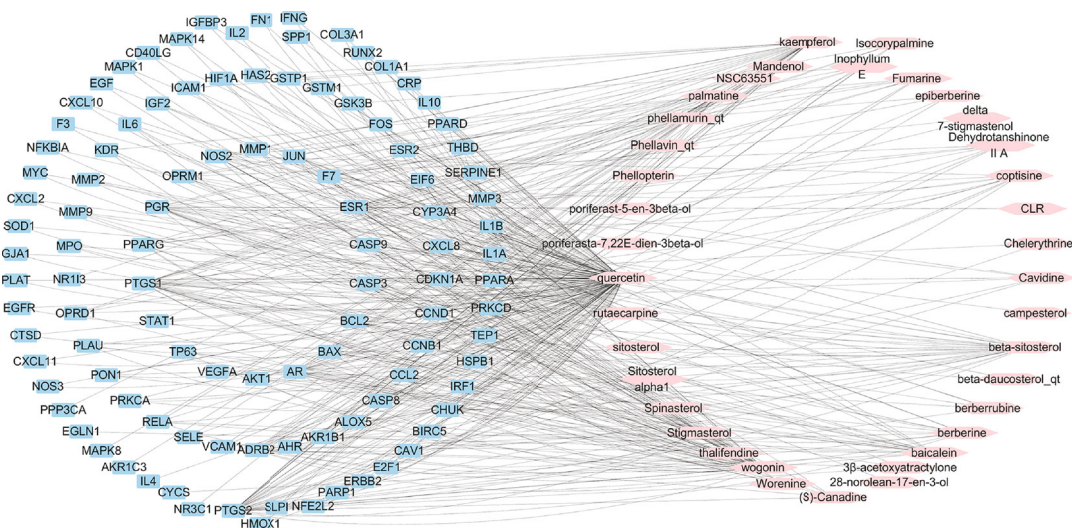 IGFBP3
FN1
IFNG
MAPK14
IL2
SPP1
COL3A1
CD40LG
RUNX2
MAPK1
HIF1A
HAS2
GSTP1
COL1A1
EGF
ICAM1
GSTM1
CRP
CXCL10
IGF2
GSK3B
IL10
F3
IL6
FOS
PPARD
NFKBIA
KDR
NOS2
MMP1
JUN
ESR2
THBD
MYC
MMP2
OPRM1
F7
EIF6
SERPINE1
CXCL2
MMP9
PGR
ESR1
CYP3A4
MMP3
SOD1
IL1B
GJA1
MPO
PPARG
CASP9
CXCL8
IL1A
PLAT
NR1I3
PTGS1
CASP3
CDKN1A
PPARA
EGFR
OPRD1
STAT1
BCL2
CCND1
PRKCD
CTSD
PLAU
TP63
BAX
CCNB1
TEP1
CXCL11
PON1
VEGFA
AKT1
AR
CCL2
HSPB1
NOS3
PRKCA
CASP8
IRF1
PPP3CA
RELA
ALOX5
CHUK
EGLN1
SELE
VCAM1
ADRB2
AHR
AKR1B1
BIRC5
MAPK8
CAV1
AKR1C3
E2F1
IL4
ERBB2
CYCS
PARP1
NR3C1
PTGS2
SLPI
NFE2L2
HMOX1
kaempferol
Isocorypalmine
Mandenol
Inophyllum
E
NSC63551
Fumarine
palmatine
epiberberine
phellamurin_qt
delta
7-stigmastenol
Phellavin_qt
Dehydrotanshinone
II A
Phellopterin
coptisine
poriferast-5-en-3beta-ol
CLR
poriferasta-7,22E-dien-3beta-ol
Chelerythrine
quercetin
Cavidine
rutaecarpine
campesterol
sitosterol
beta-sitosterol
Sitosterol
alpha1
beta-daucosterol_qt
Spinasterol
berberrubine
Stigmasterol
berberine
thalifendine
baicalein
wogonin
3β-acetoxyatractylone
Worenine
28-norolean-17-en-3-ol
(S)-Canadine